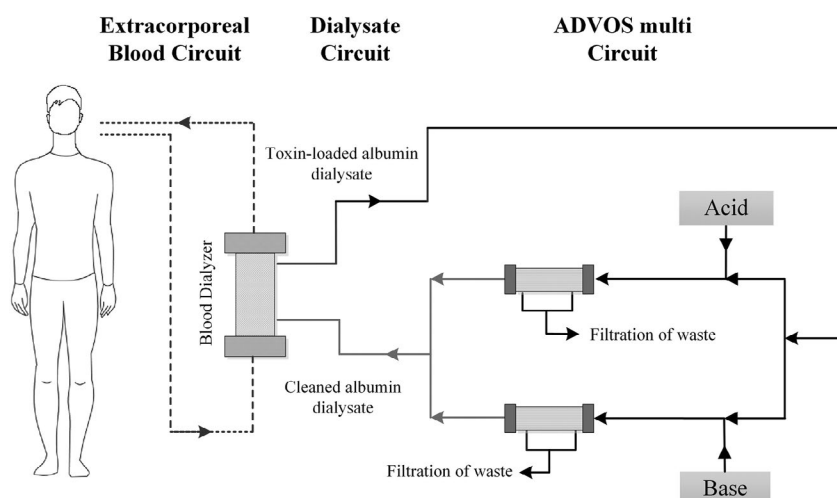 Extracorporeal
Blood Circuit
Dialysate
Circuit
ADVOS multi
Circuit
Toxin-loaded albumin
dialysate
Acid
Blood Dialyzer
Filtration of waste
Cleaned albumin
dialysate
Filtration of waste
Base